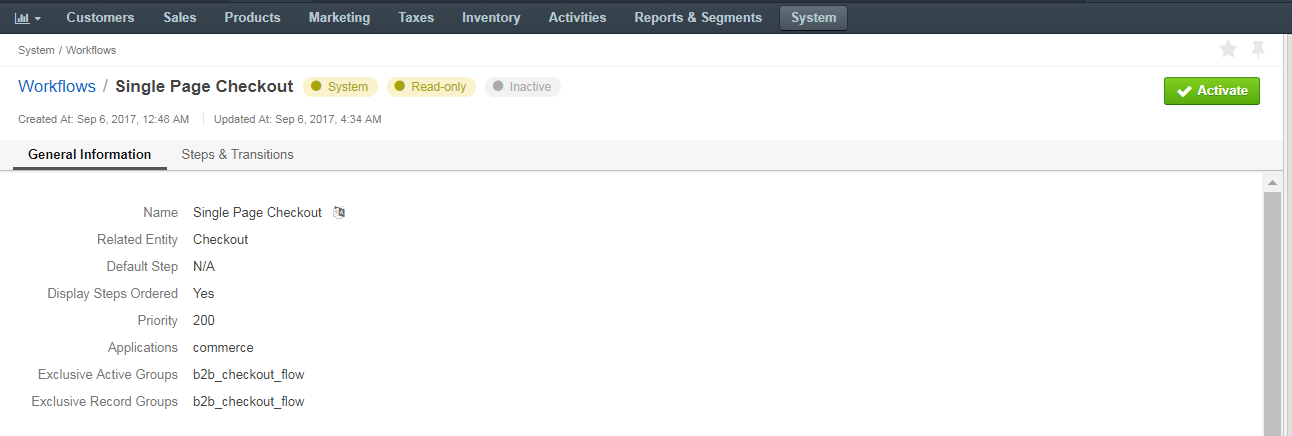 Customers Sales Products Marketing Taxes Inventory Activities Reports & Segments System
System / Workflows
Workflows / Single Page Checkout System Read-only Inactive Activate
Created At: Sep 6, 2017, 12:48 AM Updated At: Sep 6, 2017, 4:34 AM
General Information Steps & Transitions
Name Single Page Checkout
Related Entity Checkout
Default Step N/A
Display Steps Ordered Yes
Priority 200
Applications commerce
Exclusive Active Groups b2b_checkout_flow
Exclusive Record Groups b2b_checkout_flow